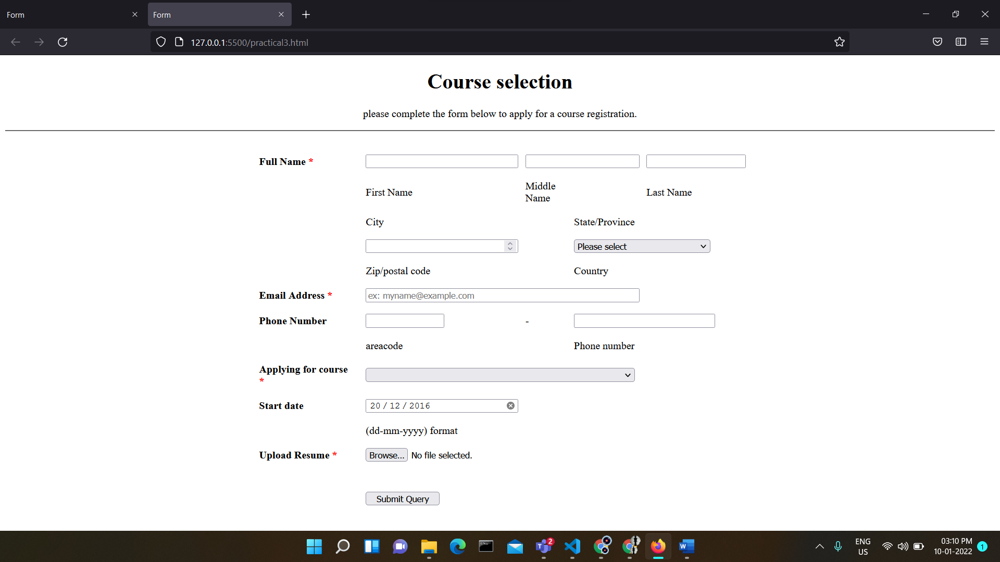 Form
Form
127.0.0.1:5500/practical3.html
Course selection
please complete the form below to apply for a course registration.
Full Name *
First Name
Middle
Name
Last Name
City
State/Province
Please select
Zip/postal code
Country
Email Address *
ex: myname@example.com
Phone Number
-
areacode
Phone number
Applying for course
*
Start date
20 / 12 / 2016
(dd-mm-yyyy) format
Upload Resume *
Browse... No file selected.
Submit Query
2
ENG
US
03:10 PM
10-01-2022
1